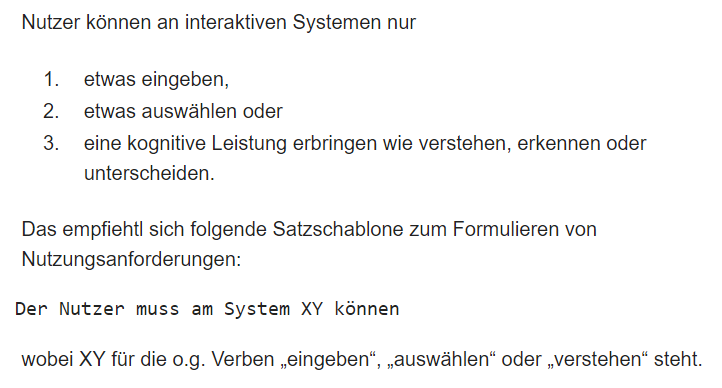 Nutzer können an interaktiven Systemen nur
1. etwas eingeben,
2. etwas auswählen oder
3. eine kognitive Leistung erbringen wie verstehen, erkennen oder
unterscheiden.
Das empfiehtl sich folgende Satzschablone zum Formulieren von
Nutzungsanforderungen:
Der Nutzer muss am System XY können
wobei XY für die o.g. Verben „eingeben“, „auswählen“ oder „verstehen“ steht.